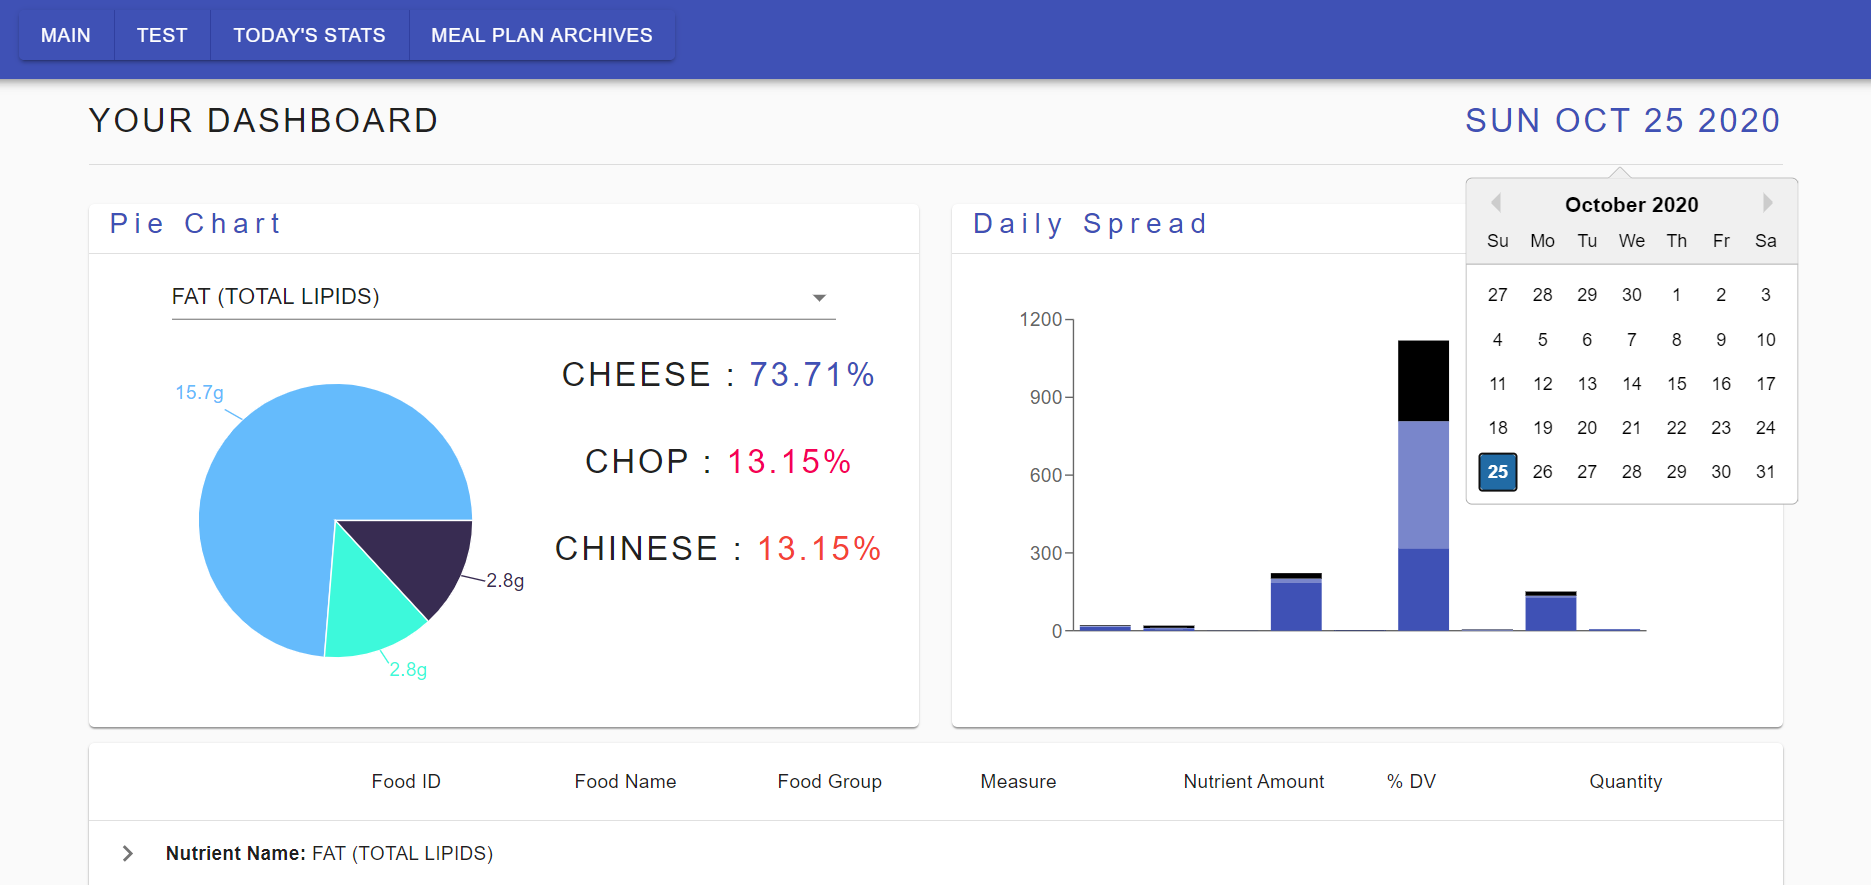 MAIN TEST TODAY'S STATS MEAL PLAN ARCHIVES
YOUR DASHBOARD
SUN OCT 25 2020
Pie Chart
FAT (TOTAL LIPIDS)
15.7g
2.8g
2.8g
CHEESE : 73.71%
CHOP : 13.15%
CHINESE : 13.15%
Daily Spread
1200
900
600
300
0
October 2020
Su Mo Tu We Th Fr Sa
27 28 29 30 1 2 3
4 5 6 7 8 9 10
11 12 13 14 15 16 17
18 19 20 21 22 23 24
25 26 27 28 29 30 31
Food ID Food Name Food Group Measure Nutrient Amount % DV Quantity
Nutrient Name: FAT (TOTAL LIPIDS)